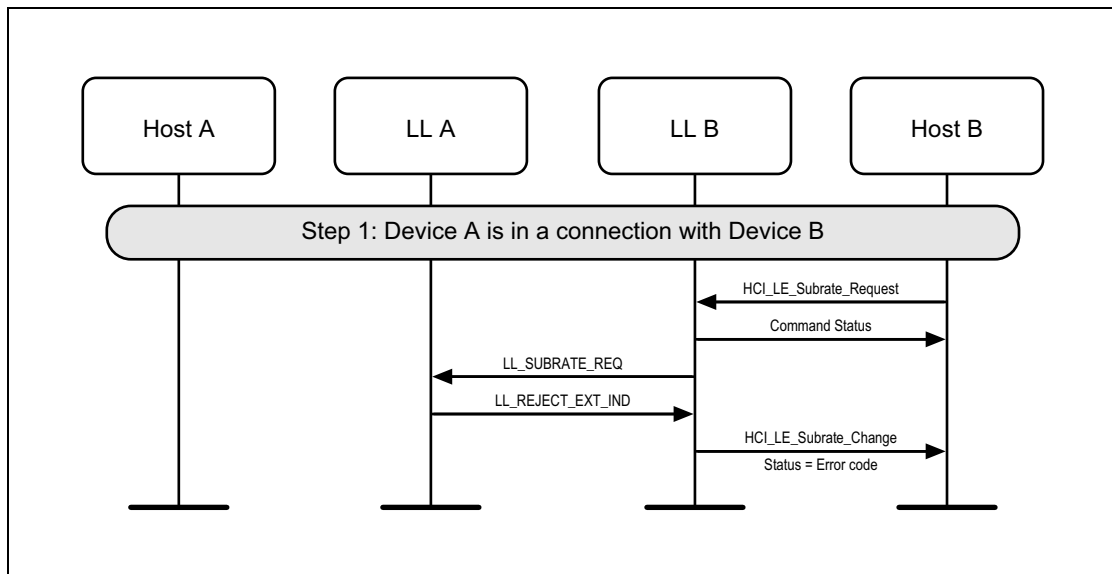 Host A
LL A
LL B
Host B
Step 1: Device A is in a connection with Device B
HCI_LE_Subrate_Request
Command Status
LL_SUBRATE_REQ
LL_REJECT_EXT_IND
HCI_LE_Subrate_Change
Status = Error code